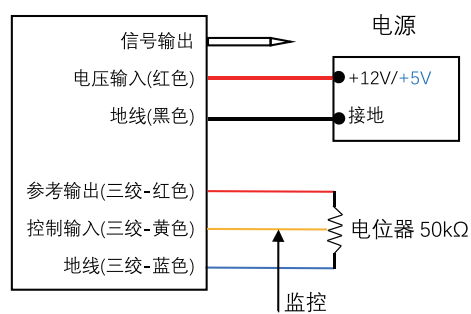 信号输出
电压输入(红色)
地线(黑色)
参考输出(三绞-红色)
控制输入(三绞-黄色)
地线(三绞-蓝色)
电源
+12V/+5V
接地
电位器 50kΩ
监控